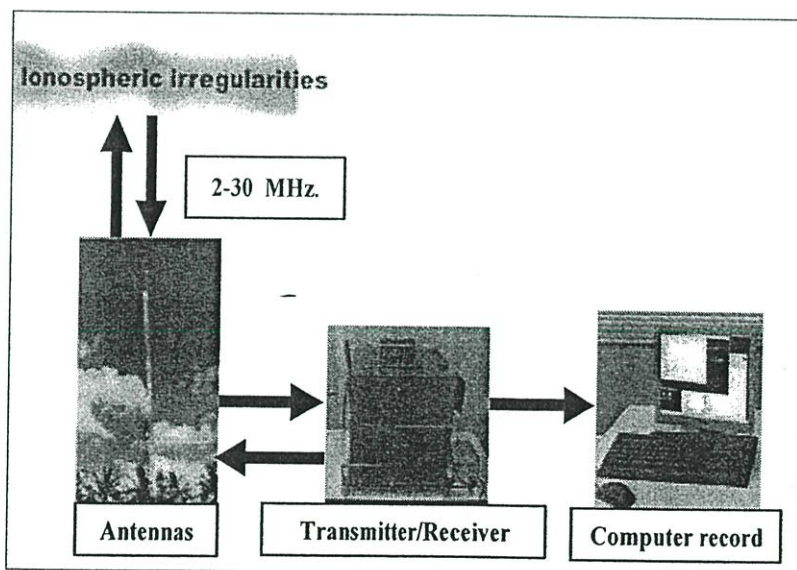 Ionospheric irregularities
2-30 MHz.
Antennas
Transmitter/Receiver
Computer record